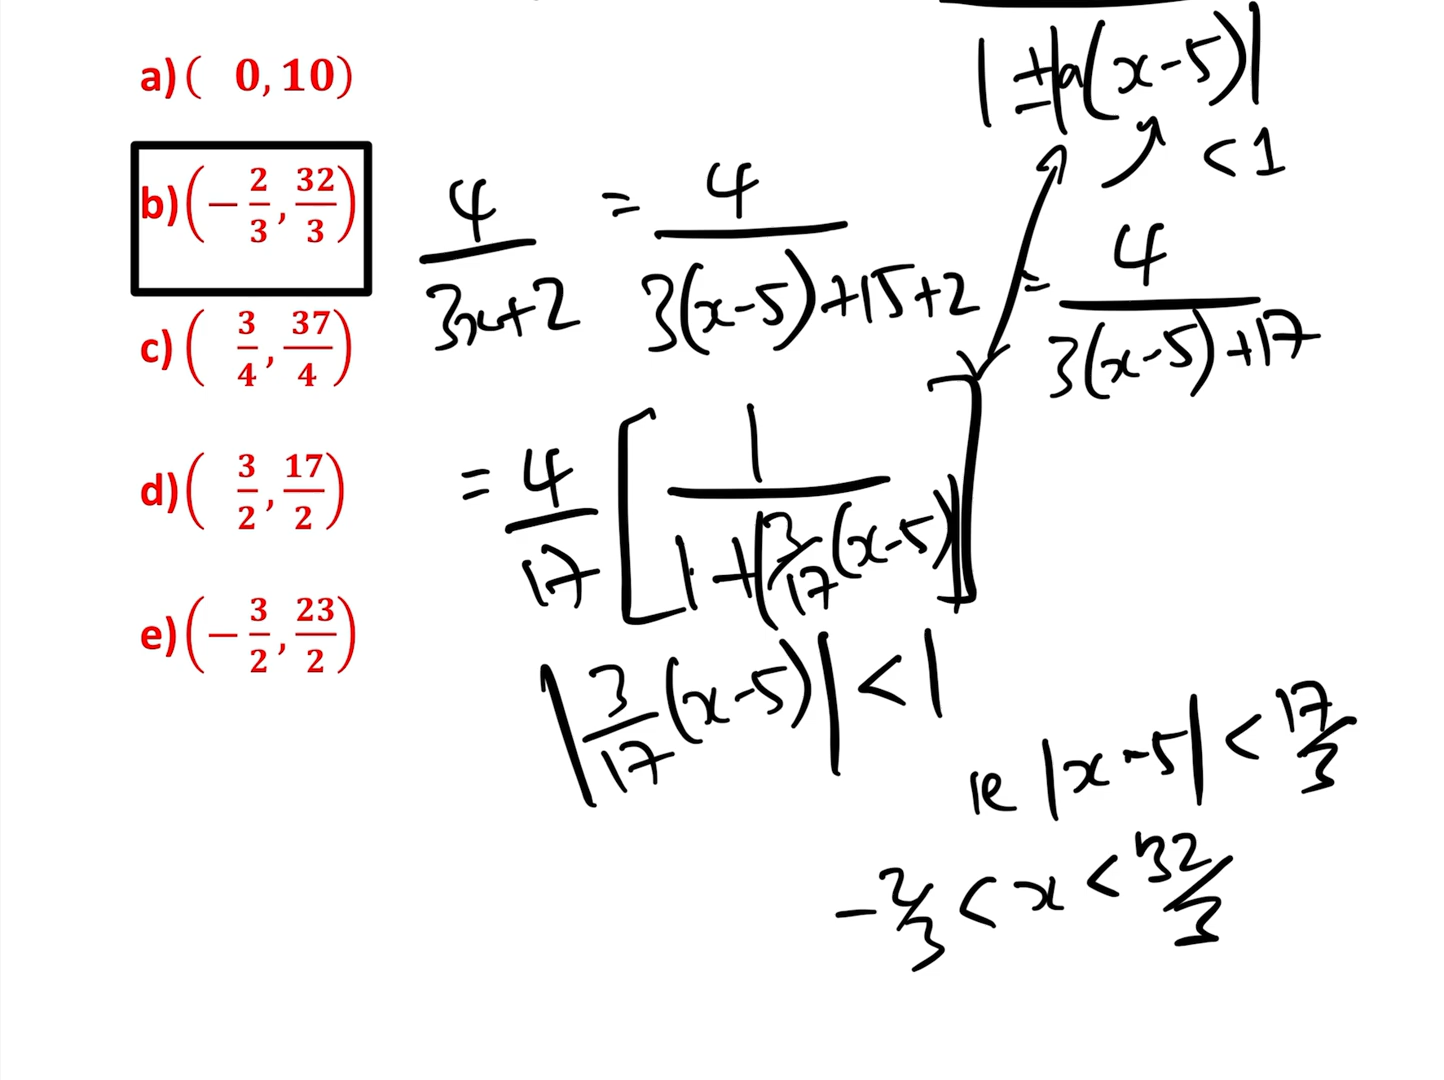 a) ( 0, 10)
b) (−2/3, 32/3)
c) ( 3/4, 37/4)
d) ( 3/2, 17/2)
e) (−3/2, 23/2)
|±|a(x-5)|
< 1
4/(3x+2) = 4/(3(x-5)+15+2)
= 4/(3(x-5)+17)
= 4/17 [1/(1+(3/17(x-5))]
|3/17(x-5)| < 1
ie |x-5| < 17/3
-2/3 < x < 32/3